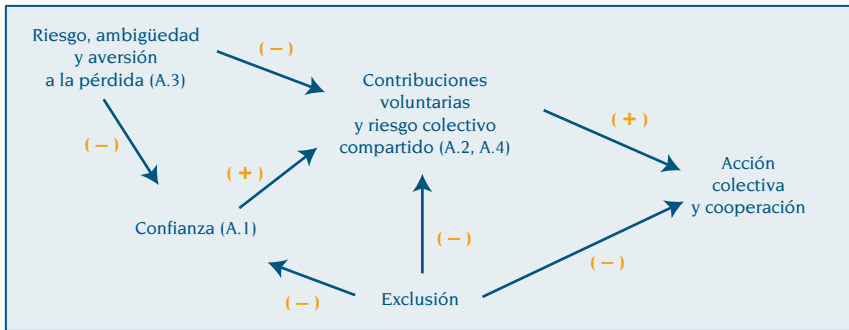 Riesgo, ambigüedad
y aversión
a la pérdida (A.3)
( – )
Contribuciones
voluntarias
y riesgo colectivo
compartido (A.2, A.4)
( + )
( – )
( + )
Acción
colectiva
y cooperación
Confianza (A.1)
( – )
( – )
( – )
Exclusión